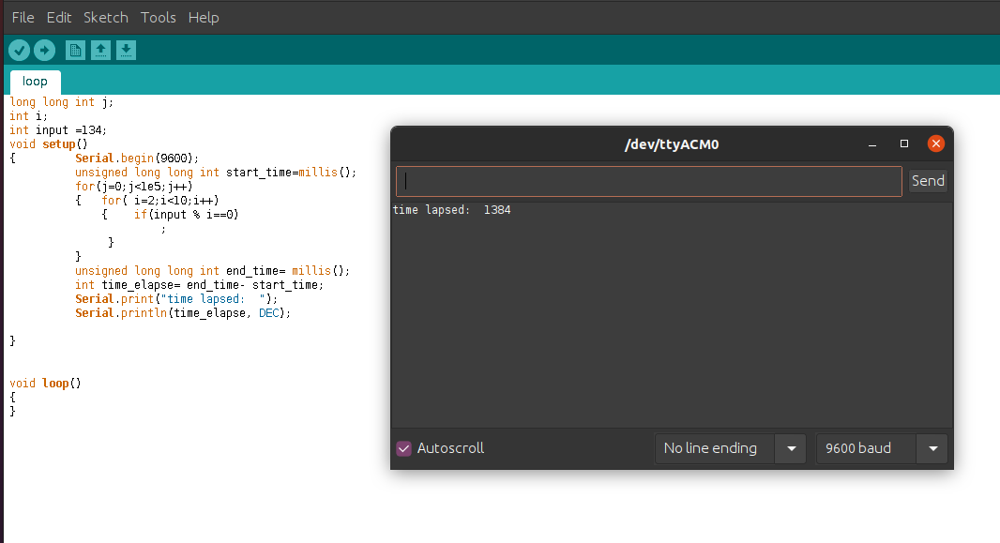 File Edit Sketch Tools Help
loop
long long int j;
int i;
int input =134;
void setup()
{ Serial.begin(9600);
unsigned long long int start_time=millis();
for(j=0;j<1e5;j++)
{ for( i=2;i<10;i++)
{ if(input % i==0)
;
}
}
unsigned long long int end_time= millis();
int time_elapse= end_time- start_time;
Serial.print("time lapsed:  ");
Serial.println(time_elapse, DEC);
}
void loop()
{
}
/dev/ttyACM0
Send
time lapsed:  1384
Autoscroll
No line ending
9600 baud